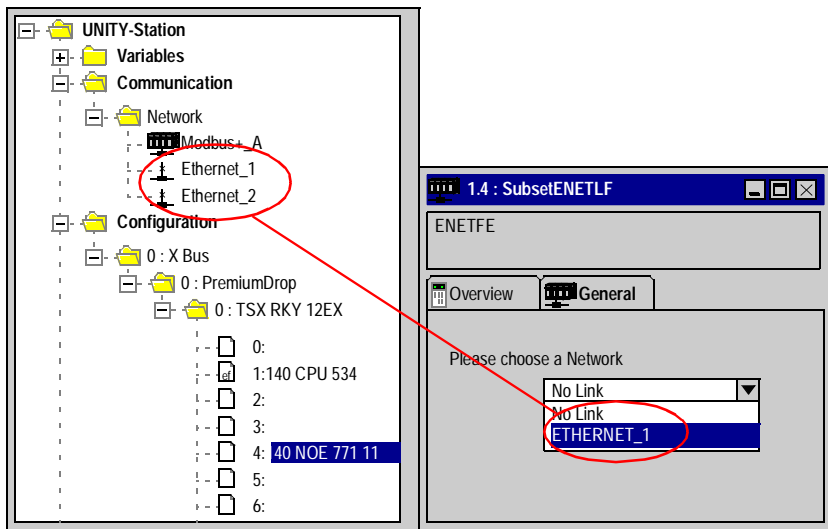 UNITY-Station
Variables
Communication
Network
Modbus+_A
Ethernet_1
Ethernet_2
Configuration
0 : X Bus
0 : PremiumDrop
0 : TSX RKY 12EX
0:
ef 1:140 CPU 534
2:
3:
4: 40 NOE 771 11
5:
6:
1.4 : SubsetENETLF
ENETFE
Overview General
Please choose a Network
No Link
No Link
ETHERNET_1